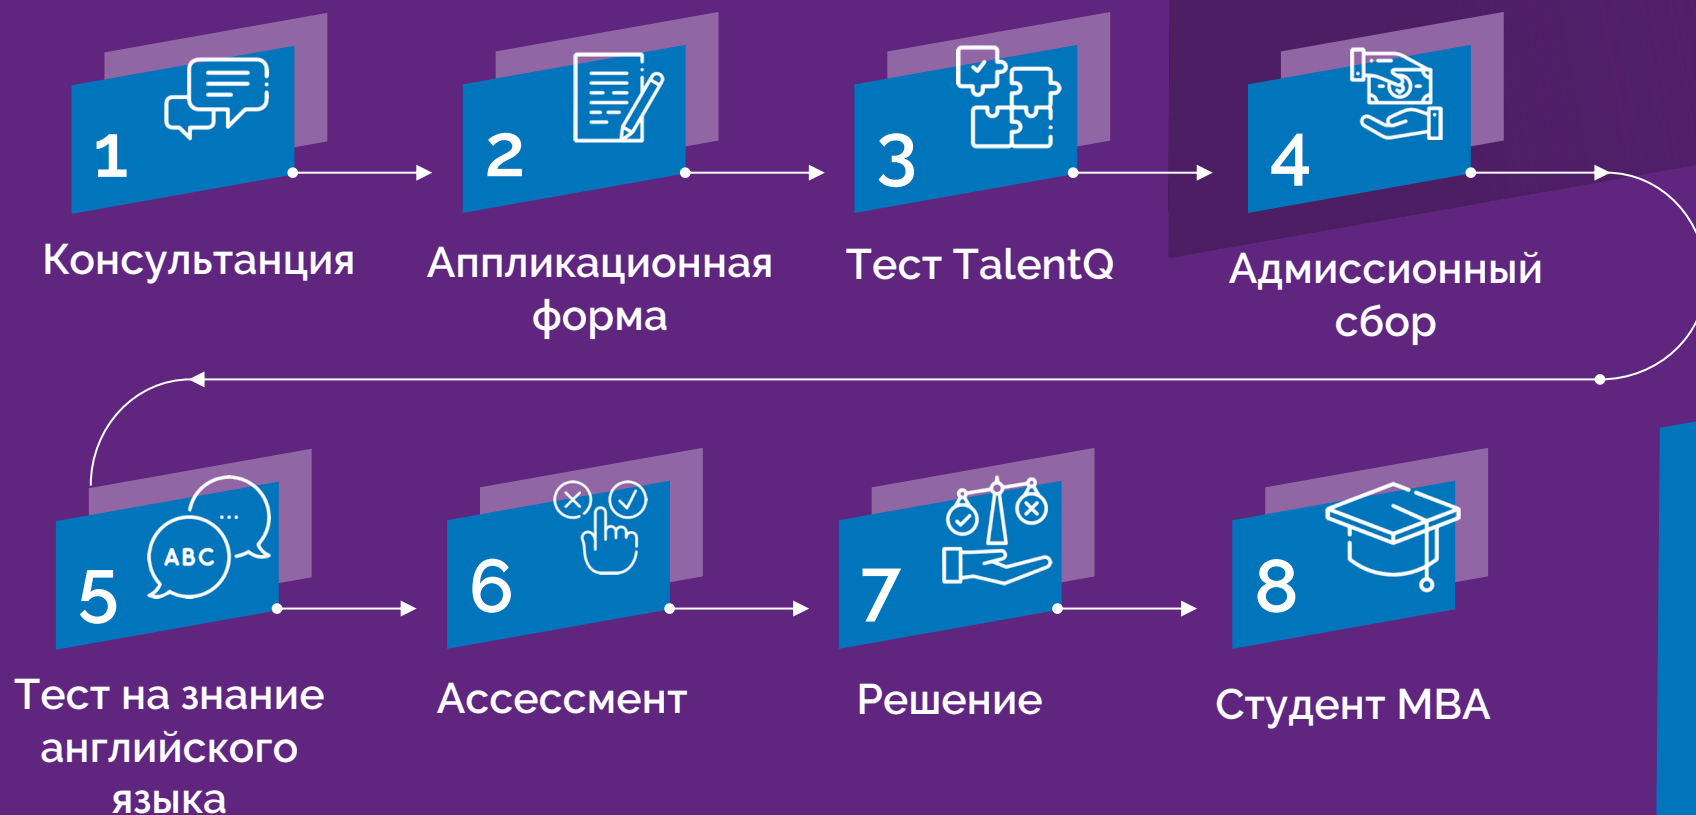 1
Консультанция
2
Аппликационная
форма
3
Тест TalentQ
4
Адмиссионный
сбор
5
ABC
...
Тест на знание
английского
языка
6
Ассессмент
7
Решение
8
Студент MBA